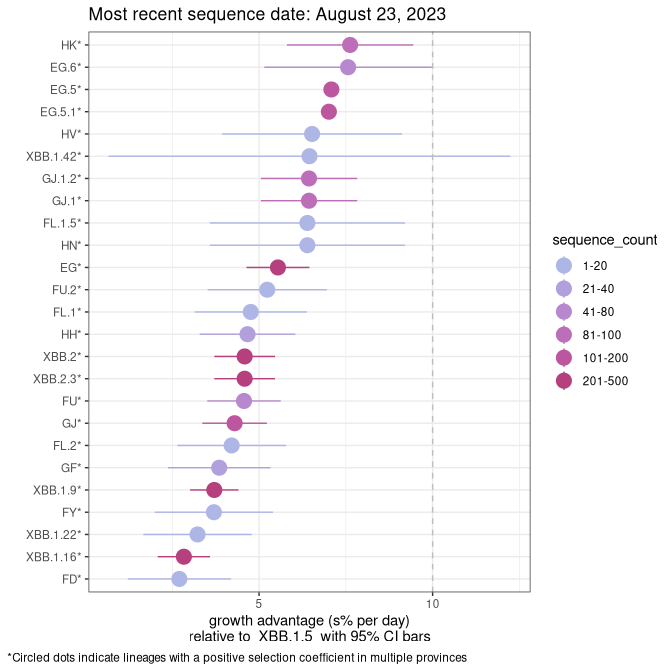 Most recent sequence date: August 23, 2023
HK*
EG.6*
EG.5*
EG.5.1*
HV*
XBB.1.42*
GJ.1.2*
GJ.1*
FL.1.5*
HN*
EG*
FU.2*
FL.1*
HH*
XBB.2*
XBB.2.3*
FU*
GJ*
FL.2*
GF*
XBB.1.9*
FY*
XBB.1.22*
XBB.1.16*
FD*
5 10
growth advantage (s% per day)
relative to XBB.1.5 with 95% CI bars
*Circled dots indicate lineages with a positive selection coefficient in multiple provinces
sequence_count
1-20
21-40
41-80
81-100
101-200
201-500